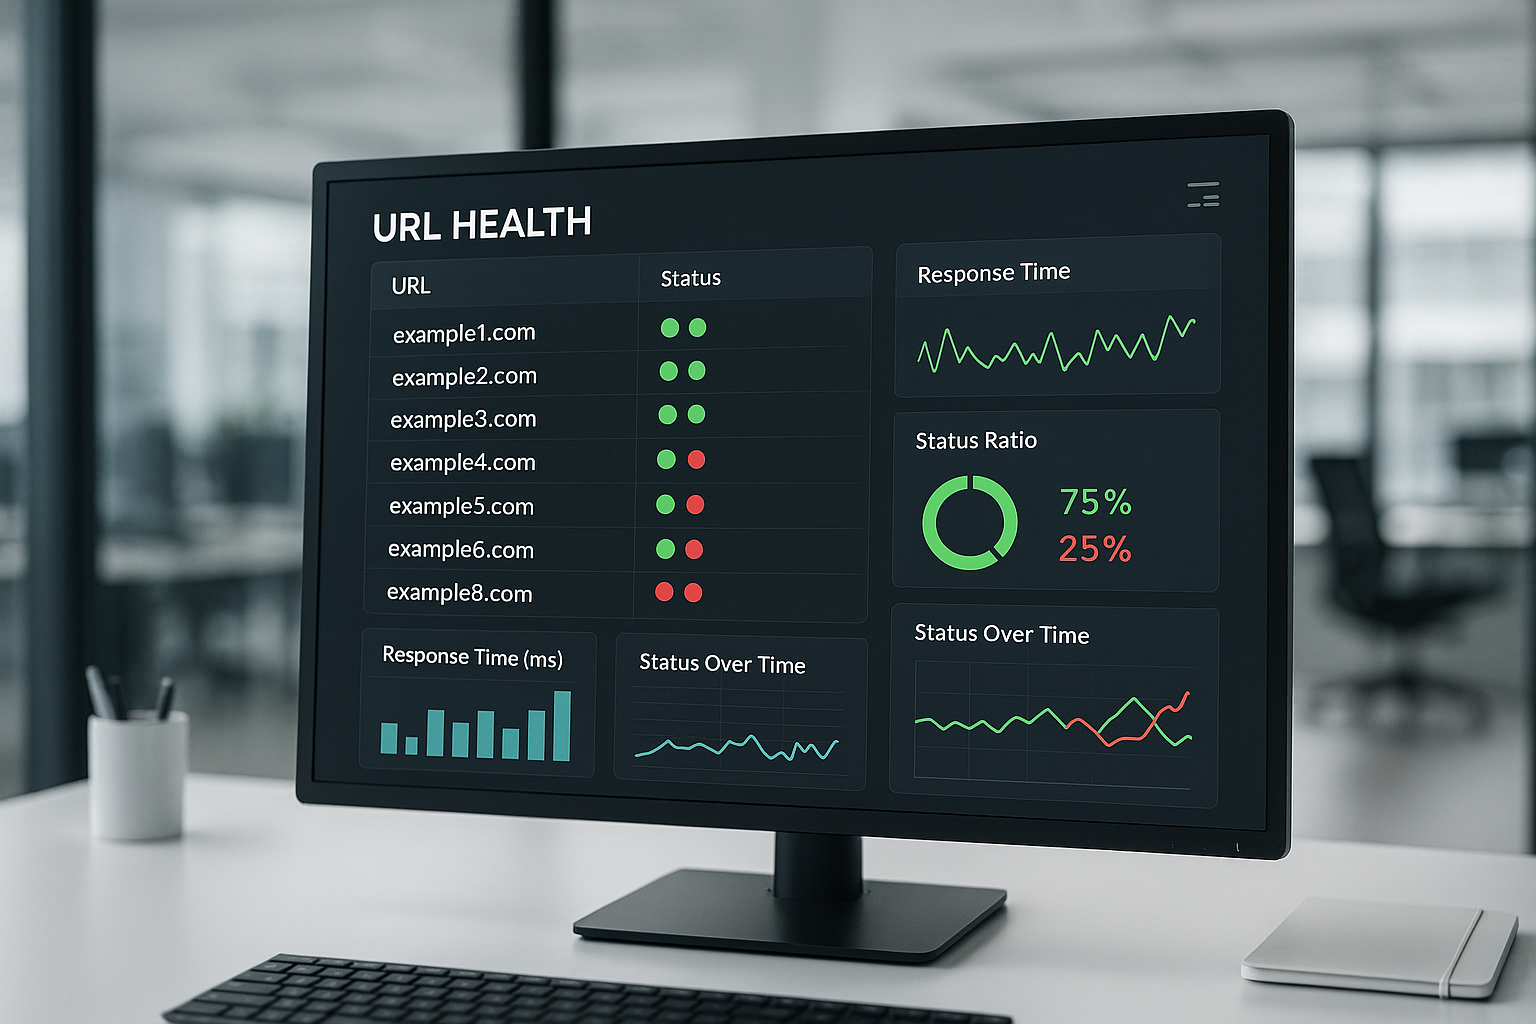 URL HEALTH
URL
Status
example1.com
example2.com
example3.com
example4.com
example5.com
example6.com
example8.com
Response Time (ms)
Status Over Time
Response Time
Status Ratio
75%
25%
Status Over Time